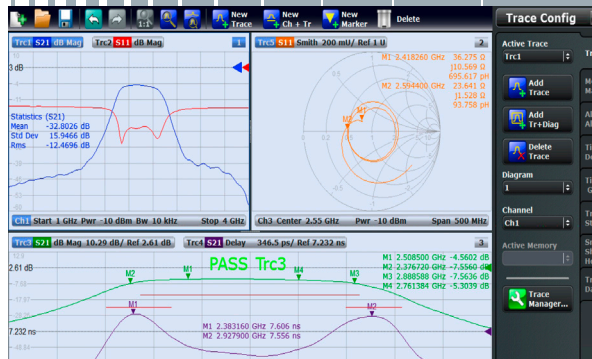 New Trace
New Ch + Tr
New Marker
Delete
Trace Config
Trc1 S21 dB Mag Trc2 S11 dB Mag 1
3 dB
Statistics (S21)
Mean -32.8026 dB
Std Dev 15.9466 dB
Rms -12.4696 dB
Ch1 Start 1 GHz Pwr -10 dBm Bw 10 kHz Stop 4 GHz
Trc5 S11 Smith 200 mU/ Ref 1 U 2
M1 2.418260 GHz 36.275 Ω
j10.569 Ω
695.617 pH
M2 2.594400 GHz 23.641 Ω
j1.528 Ω
93.758 pH
M1
M2
Ch3 Center 2.55 GHz Pwr -10 dBm Span 500 MHz
Trc3 S21 dB Mag 10.29 dB/ Ref 2.61 dB Trc4 S21 Delay 346.5 ps/ Ref 7.232 ns 3
PASS Trc3
2.61 dB
M2
M1
M4
M3
M1 2.508500 GHz -4.5602 dB
M2 2.376720 GHz -7.5560 dB
M3 2.888588 GHz -7.5636 dB
M4 2.761384 GHz -5.3039 dB
M1
M2
7.232 ns
M1 2.383160 GHz 7.606 ns
M2 2.927900 GHz 7.556 ns
Active Trace
Trc1
Add Trace
Add Tr+Diag
Delete Trace
Diagram
1
Channel
Ch1
Active Memory
Trace Manager...